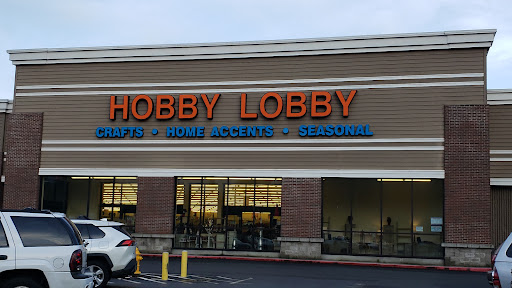 HOBBY LOBBY
CRAFTS • HOME ACCENTS • SEASONAL